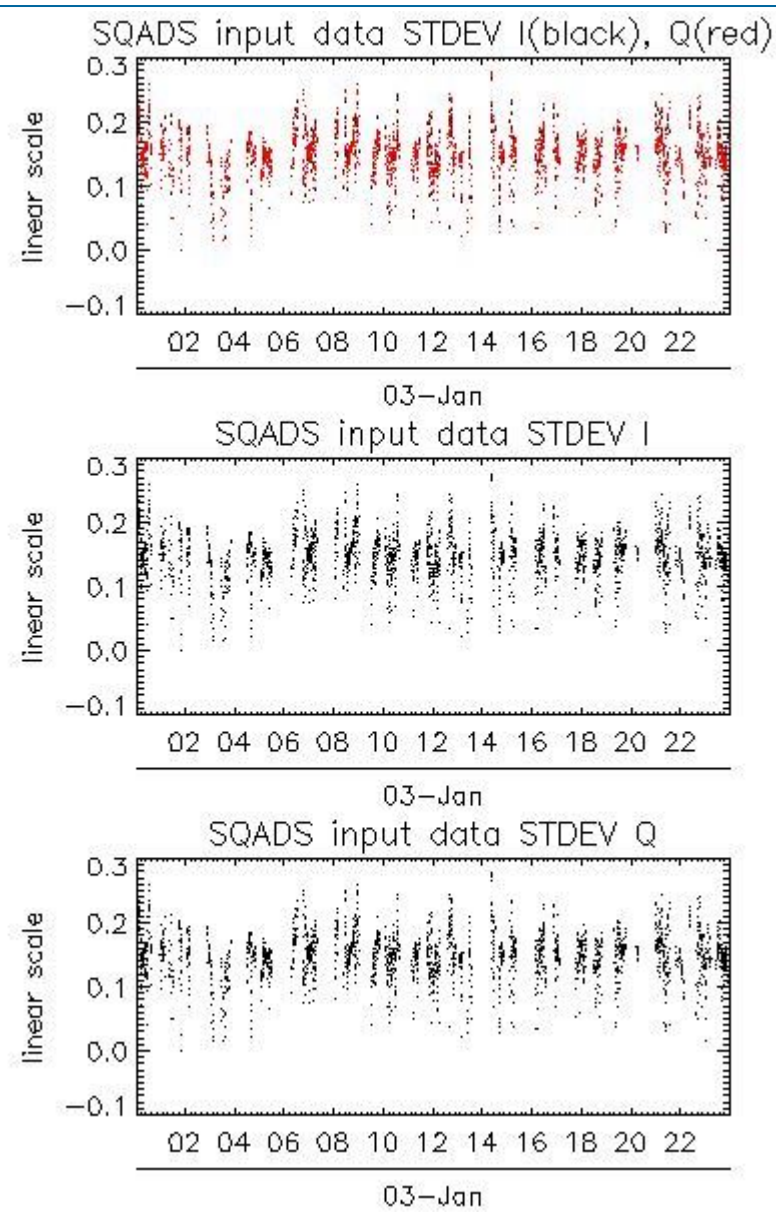 SQADS input data STDEV I(black), Q(red)
0.3
0.2
0.1
0.0
−0.1
linear scale
02 04 06 08 10 12 14 16 18 20 22
03−Jan
SQADS input data STDEV I
0.3
0.2
0.1
0.0
−0.1
linear scale
02 04 06 08 10 12 14 16 18 20 22
03−Jan
SQADS input data STDEV Q
0.3
0.2
0.1
0.0
−0.1
linear scale
02 04 06 08 10 12 14 16 18 20 22
03−Jan